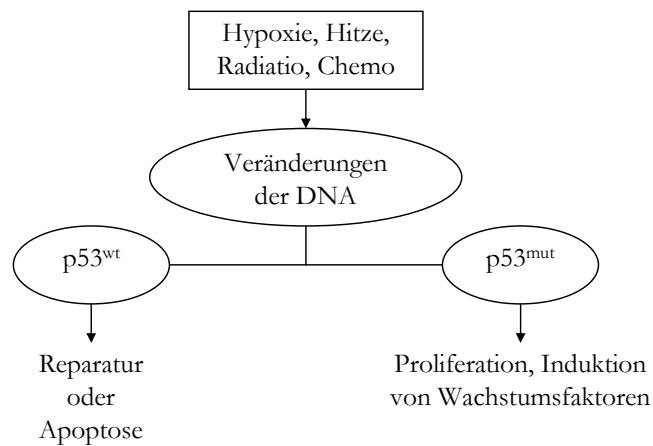 Hypoxie, Hitze,
Radiatio, Chemo
Veränderungen
der DNA
p53wt
p53mut
Reparatur
oder
Apoptose
Proliferation, Induktion
von Wachstumsfaktoren